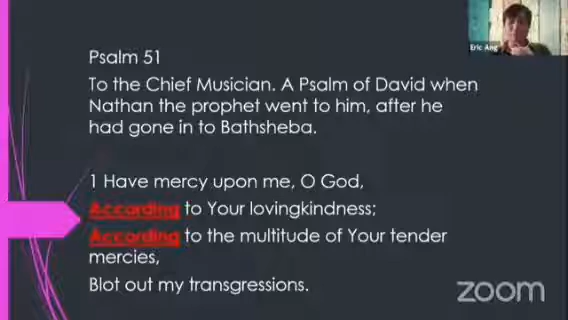 Eric Ang
Psalm 51
To the Chief Musician. A Psalm of David when
Nathan the prophet went to him, after he
had gone in to Bathsheba.
1 Have mercy upon me, O God,
According to Your lovingkindness;
According to the multitude of Your tender
mercies,
Blot out my transgressions.
zoom